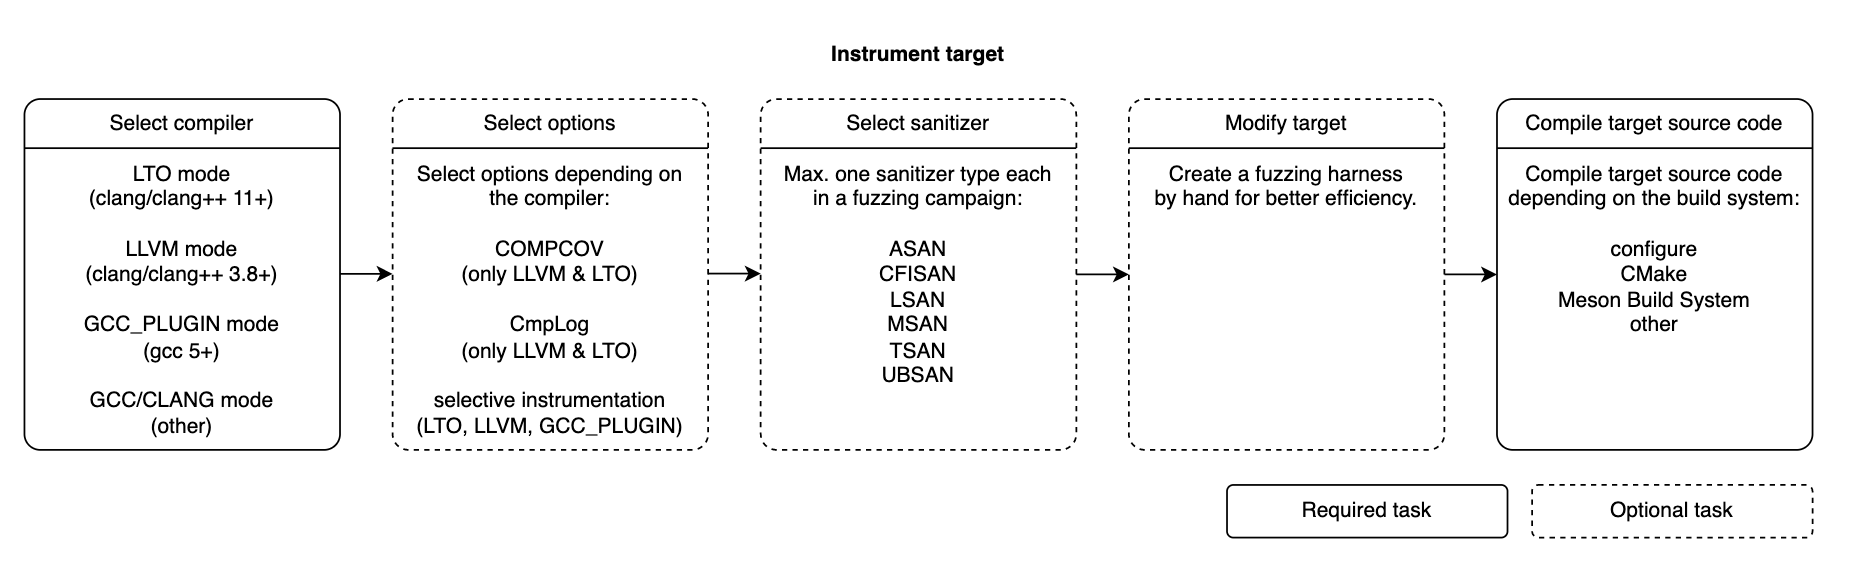 Instrument target
Select compiler
LTO mode
(clang/clang++ 11+)
LLVM mode
(clang/clang++ 3.8+)
GCC_PLUGIN mode
(gcc 5+)
GCC/CLANG mode
(other)
Select options
Select options depending on
the compiler:
COMPCOV
(only LLVM & LTO)
CmpLog
(only LLVM & LTO)
selective instrumentation
(LTO, LLVM, GCC_PLUGIN)
Select sanitizer
Max. one sanitizer type each
in a fuzzing campaign:
ASAN
CFISAN
LSAN
MSAN
TSAN
UBSAN
Modify target
Create a fuzzing harness
by hand for better efficiency.
Compile target source code
Compile target source code
depending on the build system:
configure
CMake
Meson Build System
other
Required task
Optional task